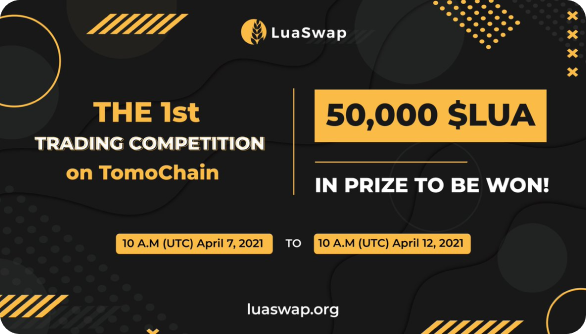 LuaSwap
THE 1st
TRADING COMPETITION
on TomoChain
50,000 $LUA
IN PRIZE TO BE WON!
10 A.M (UTC) April 7, 2021 TO 10 A.M (UTC) April 12, 2021
luaswap.org